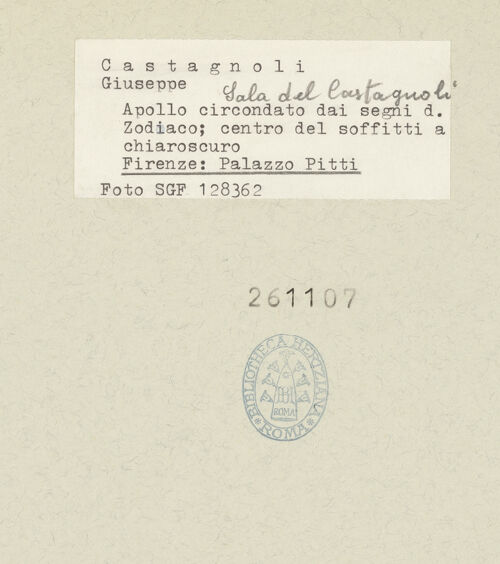 Castagnoli
Giuseppe
Sala del Castagnoli
Apollo circondato dai segni d.
Zodiaco; centro del soffitti a
chiaroscuro
Firenze: Palazzo Pitti
Foto SGF 128362
261107
BIBLIOTHECA HERTZIANA
ROMA
ROMA